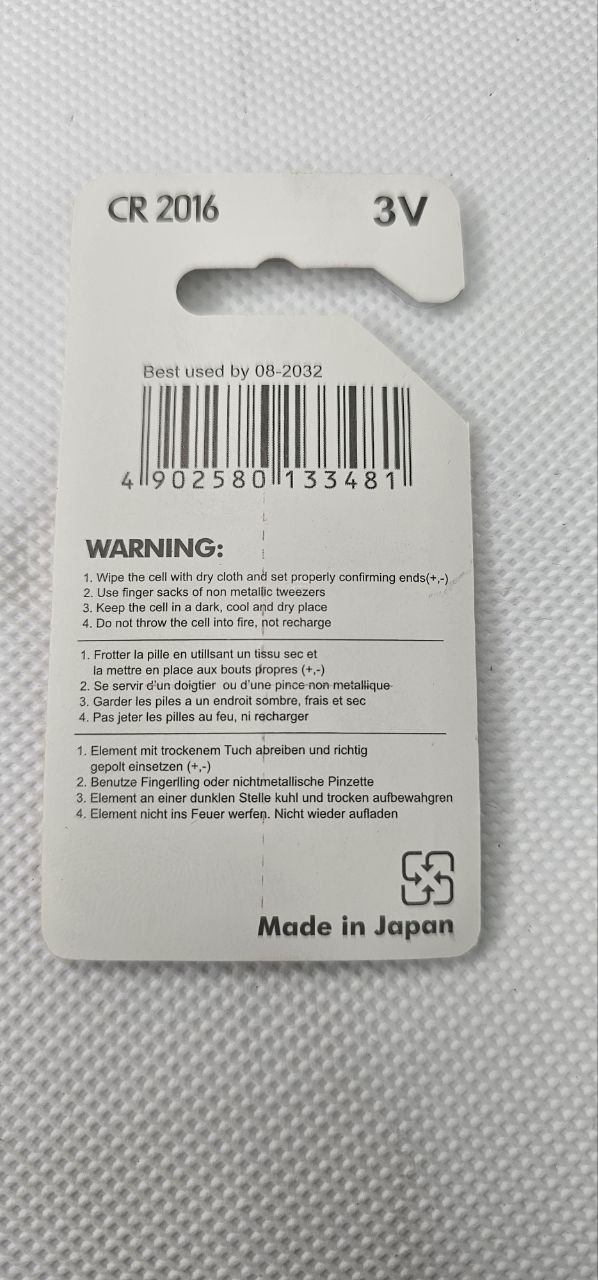 CR 2016 3V
Best used by 08-2032
4 902580 133481
WARNING:
1. Wipe the cell with dry cloth and set properly confirming ends(+,-)
2. Use finger sacks of non metallic tweezers
3. Keep the cell in a dark, cool and dry place
4. Do not throw the cell into fire, not recharge
1. Frotter la pille en utillsant un tissu sec et
la mettre en place aux bouts propres (+,-)
2. Se servir d'un doigtier ou d'une pince non metallique
3. Garder les piles a un endroit sombre, frais et sec
4. Pas jeter les pilles au feu, ni recharger
1. Element mit trockenem Tuch abreiben und richtig
gepolt einsetzen (+,-)
2. Benutze Fingerlling oder nichtmetallische Pinzette
3. Element an einer dunklen Stelle kuhl und trocken aufbewahgren
4. Element nicht ins Feuer werfen. Nicht wieder aufladen
Made in Japan